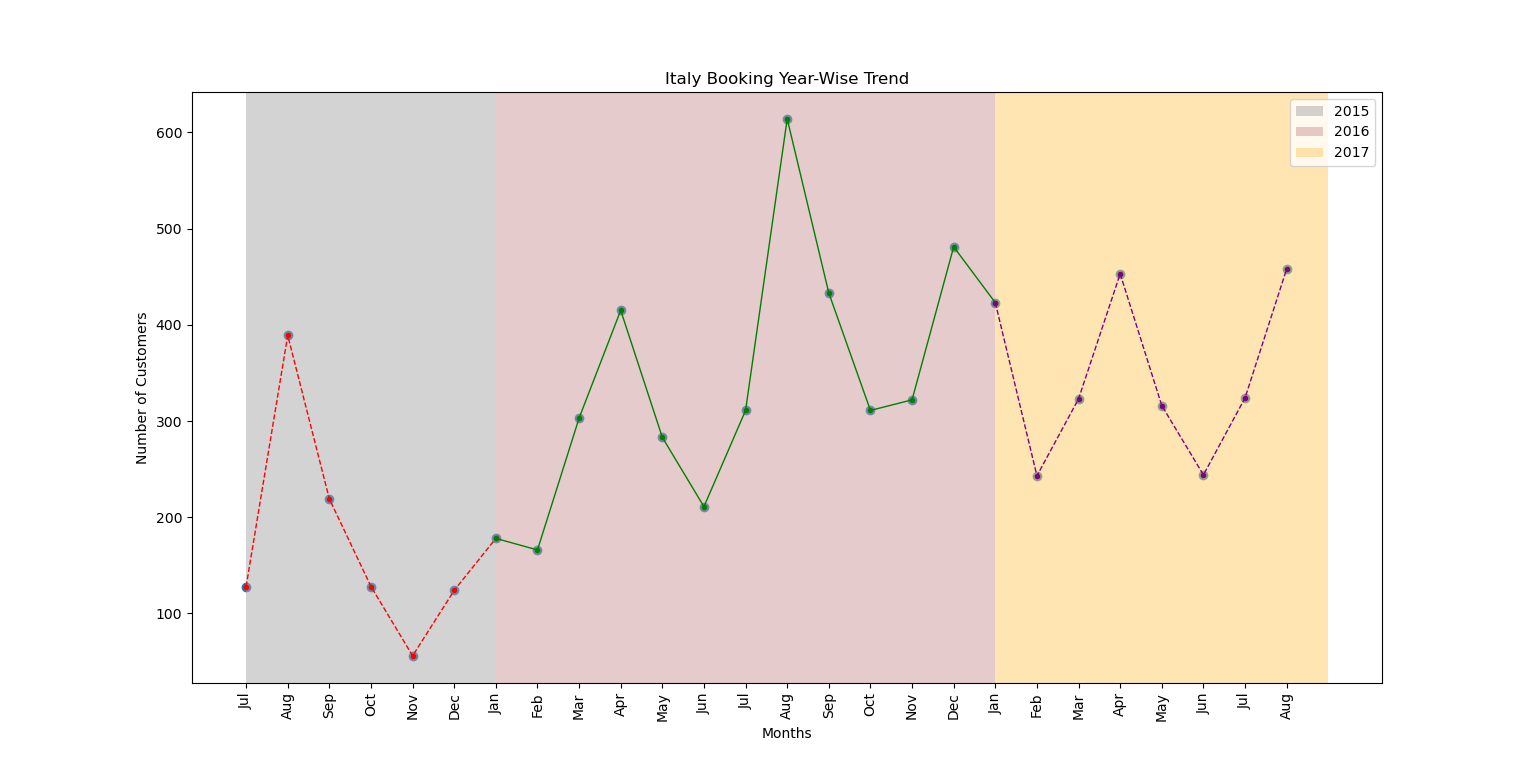 Italy Booking Year-Wise Trend
2015
2016
2017
600
500
400
300
200
100
Number of Customers
Jul
Aug
Sep
Oct
Nov
Dec
Jan
Feb
Mar
Apr
May
Jun
Jul
Aug
Sep
Oct
Nov
Dec
Jan
Feb
Mar
Apr
May
Jun
Jul
Aug
Months